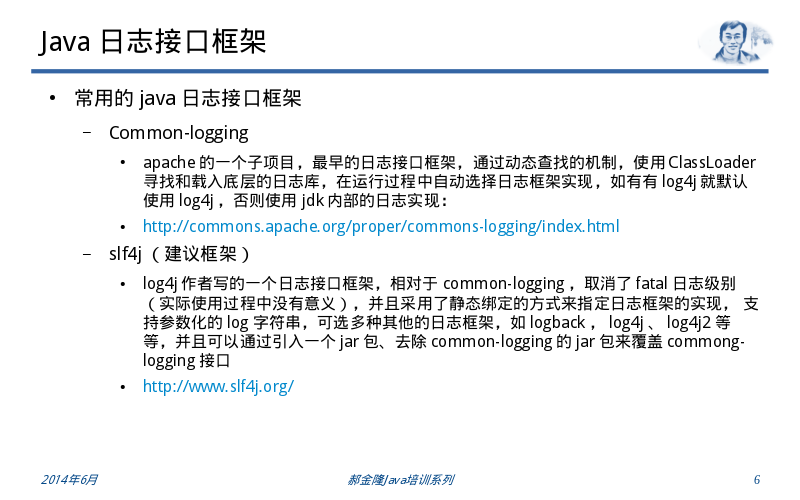 Java 日志接口框架
• 常用的 java 日志接口框架
– Common-logging
• apache 的一个子项目，最早的日志接口框架，通过动态查找的机制，使用 ClassLoader
寻找和载入底层的日志库，在运行过程中自动选择日志框架实现，如有有 log4j 就默认
使用 log4j ，否则使用 jdk 内部的日志实现：
• http://commons.apache.org/proper/commons-logging/index.html
– slf4j （建议框架）
• log4j 作者写的一个日志接口框架，相对于 common-logging ，取消了 fatal 日志级别
（实际使用过程中没有意义），并且采用了静态绑定的方式来指定日志框架的实现， 支
持参数化的 log 字符串，可选多种其他的日志框架，如 logback ， log4j 、 log4j2 等
等，并且可以通过引入一个 jar 包、去除 common-logging 的 jar 包来覆盖 commong-
logging 接口
• http://www.slf4j.org/
2014年6月 郝金隆Java培训系列 6